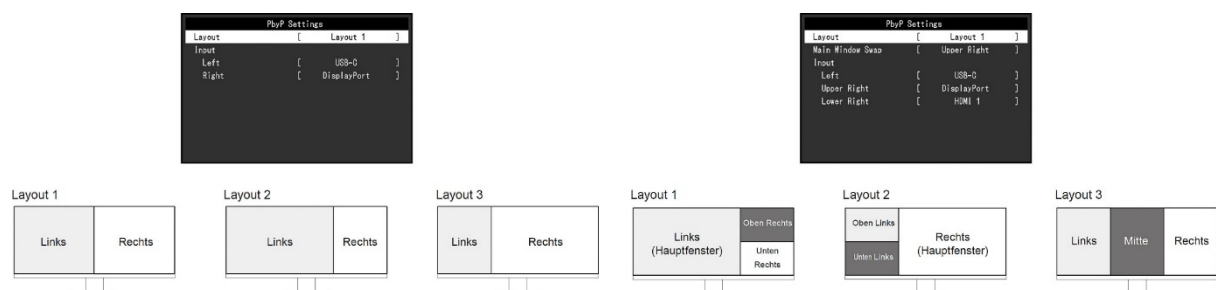 PbyP Settings
Layout [ Layout 1 ]
Input
Left [ USB-C ]
Right [ DisplayPort ]
Layout 1
Links
Rechts
Layout 2
Links
Rechts
Layout 3
Links
Rechts
PbyP Settings
Layout [ Layout 1 ]
Main Window Swap [ Upper Right ]
Input
Left [ USB-C ]
Upper Right [ DisplayPort ]
Lower Right [ HDMI 1 ]
Layout 1
Links
(Hauptfenster)
Oben Rechts
Unten
Rechts
Layout 2
Oben Links
Unten Links
Rechts
(Hauptfenster)
Layout 3
Links
Mitte
Rechts